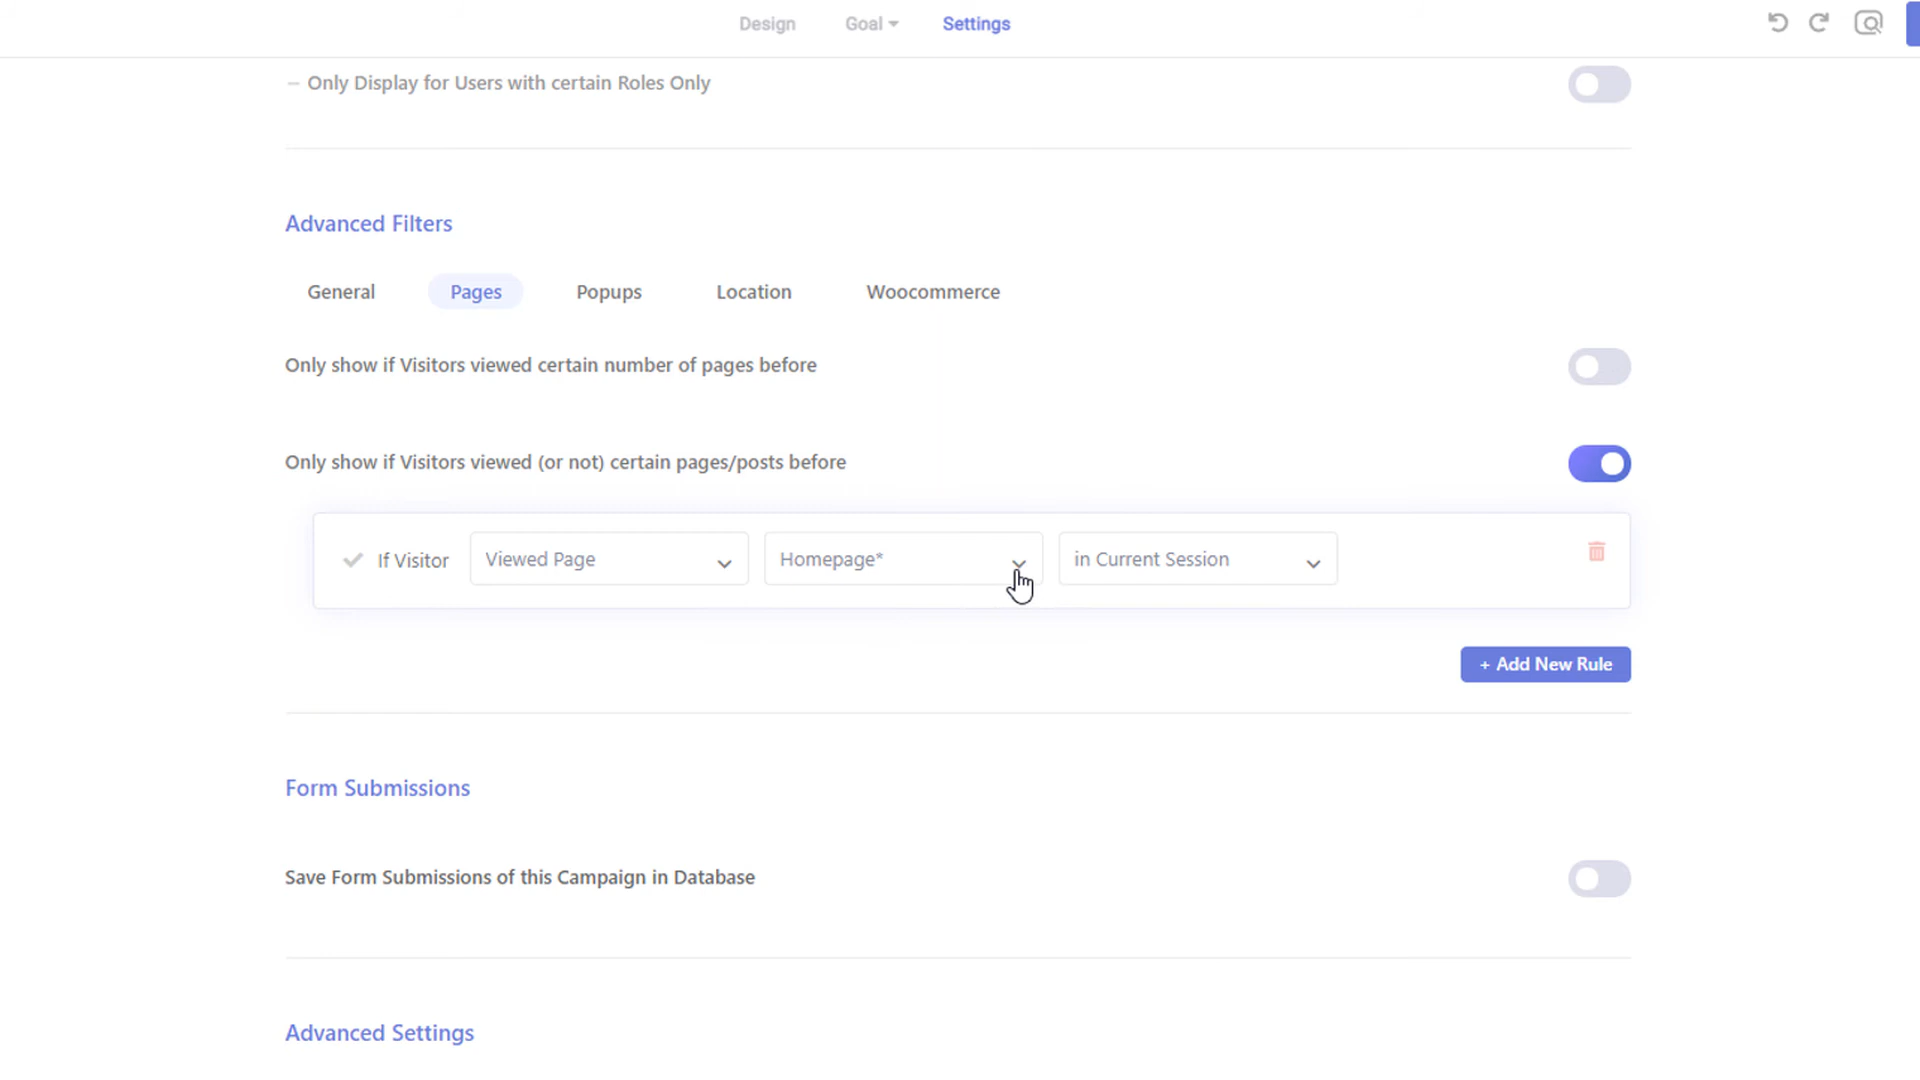 Design Goal Settings
Only Display for Users with certain Roles Only
Advanced Filters
General Pages Popups Location Woocommerce
Only show if Visitors viewed certain number of pages before
Only show if Visitors viewed (or not) certain pages/posts before
If Visitor Viewed Page Homepage* in Current Session
+ Add New Rule
Form Submissions
Save Form Submissions of this Campaign in Database
Advanced Settings